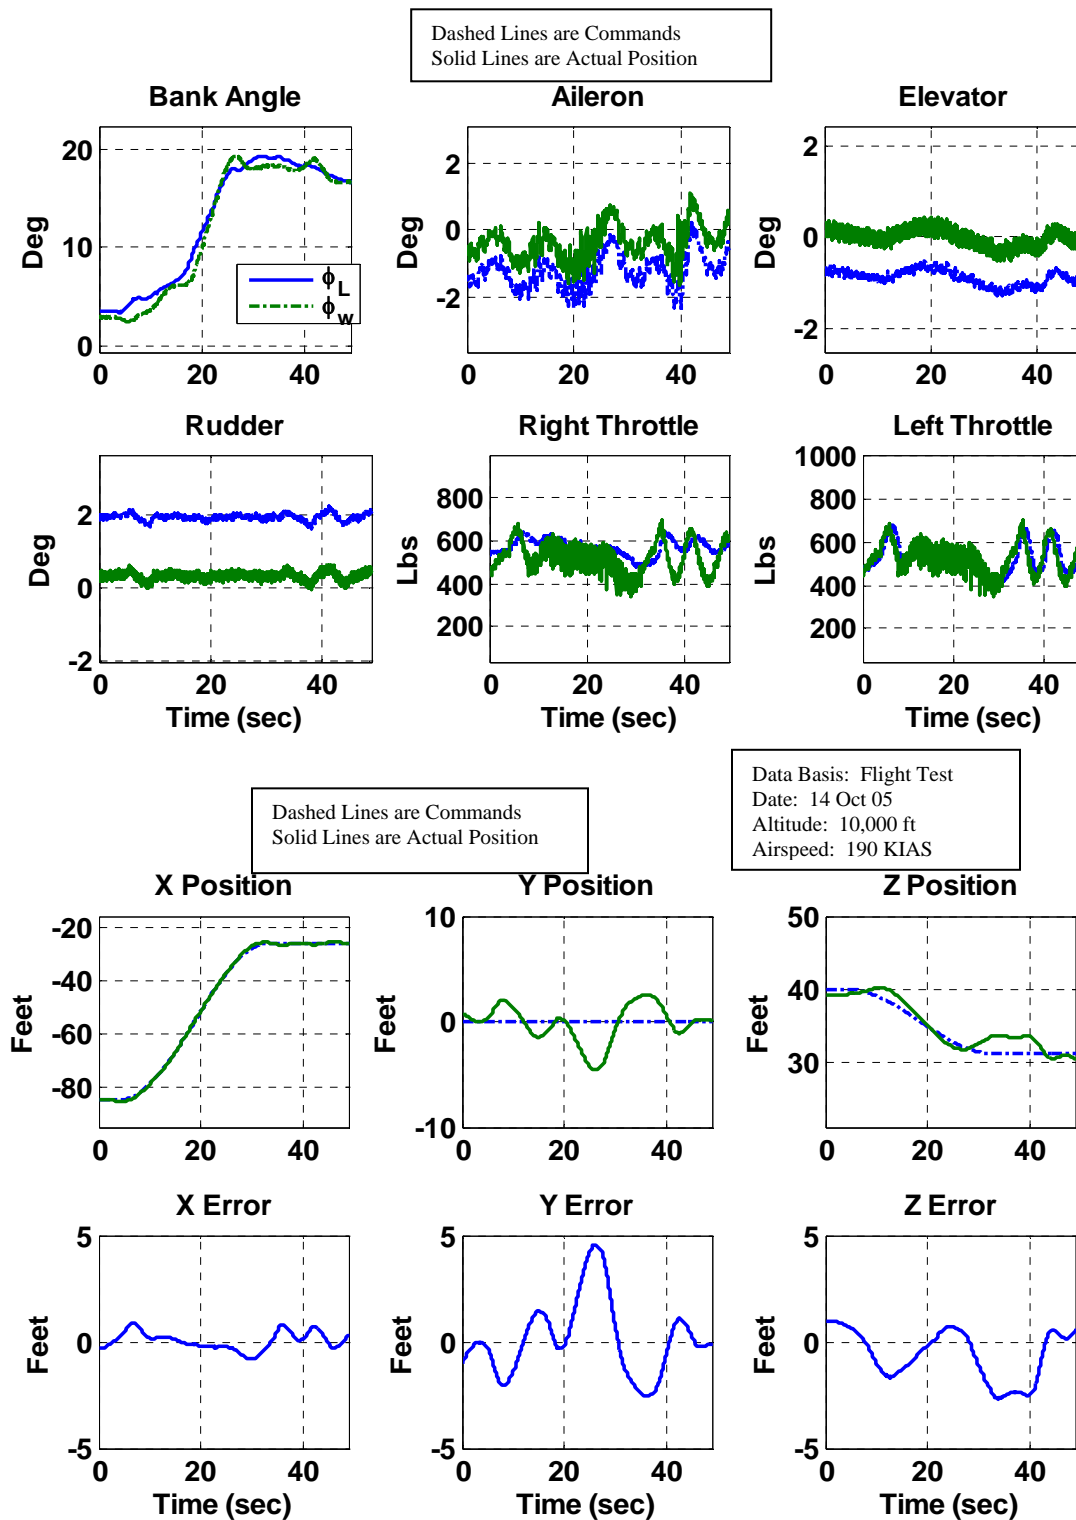 Dashed Lines are Commands
Solid Lines are Actual Position
Bank Angle
Aileron
Elevator
Deg
20
10
0
0
20
40
ϕL
ϕw
Deg
2
0
-2
0
20
40
Deg
2
0
-2
0
20
40
Rudder
Right Throttle
Left Throttle
Deg
2
0
-2
0
20
40
Time (sec)
Lbs
800
600
400
200
0
20
40
Time (sec)
Lbs
1000
800
600
400
200
0
20
40
Time (sec)
Dashed Lines are Commands
Solid Lines are Actual Position
Data Basis: Flight Test
Date: 14 Oct 05
Altitude: 10,000 ft
Airspeed: 190 KIAS
X Position
Y Position
Z Position
Feet
-20
-40
-60
-80
0
20
40
Feet
10
0
-10
0
20
40
Feet
50
40
30
0
20
40
X Error
Y Error
Z Error
Feet
5
0
-5
0
20
40
Time (sec)
Feet
5
0
-5
0
20
40
Time (sec)
Feet
5
0
-5
0
20
40
Time (sec)